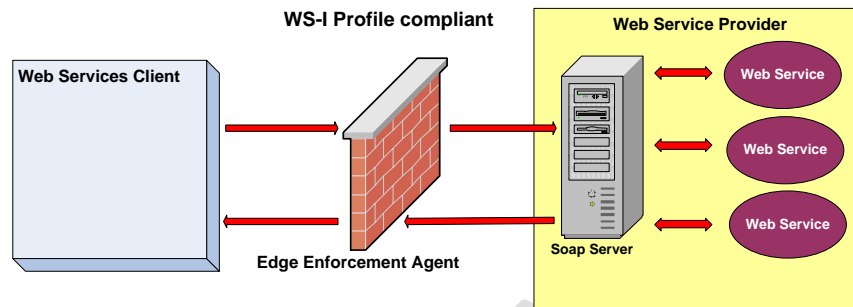 WS-I Profile compliant
Web Service Provider
Web Services Client
Web Service
Web Service
Web Service
Soap Server
Edge Enforcement Agent